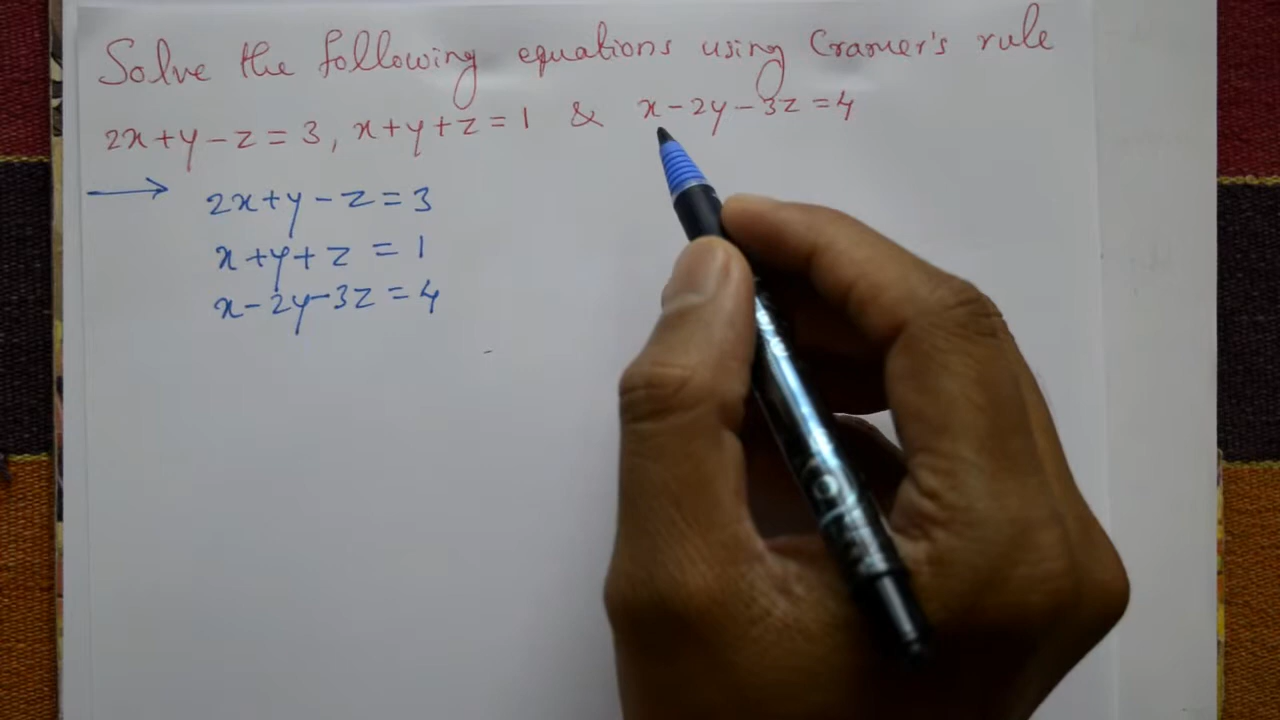 Solve the following equations using Cramer's rule
2x+y-z=3, x+y+z=1 & x-2y-3z=4
→ 2x+y-z=3
x+y+z=1
x-2y-3z=4